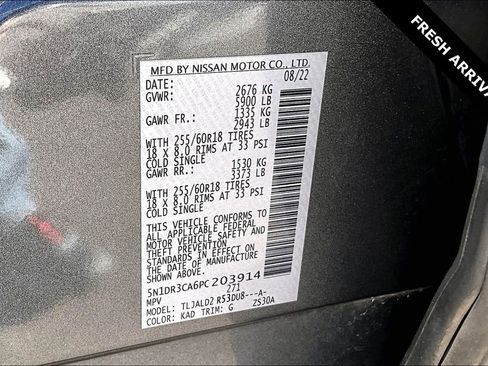 FRESH ARRIVA
MFD BY NISSAN MOTOR CO., LTD.
DATE: 08/22
GVWR: 2676 KG
5900 LB
GAWR FR.: 1335 KG
2943 LB
WITH 255/60R18 TIRES
18 X 8.0 RIMS AT 33 PSI
COLD SINGLE
GAWR RR.: 1530 KG
3373 LB
WITH 255/60R18 TIRES
18 X 8.0 RIMS AT 33 PSI
COLD SINGLE
THIS VEHICLE CONFORMS TO
ALL APPLICABLE FEDERAL
MOTOR VEHICLE SAFETY AND
THEFT PREVENTION
STANDARDS IN EFFECT ON
THE DATE OF MANUFACTURE
SHOWN ABOVE.
5N1DR3CA6PC203914
MPV 271
MODEL: TLJALD2 RS3DU8---A-
COLOR: KAD TRIM: G ZS30A